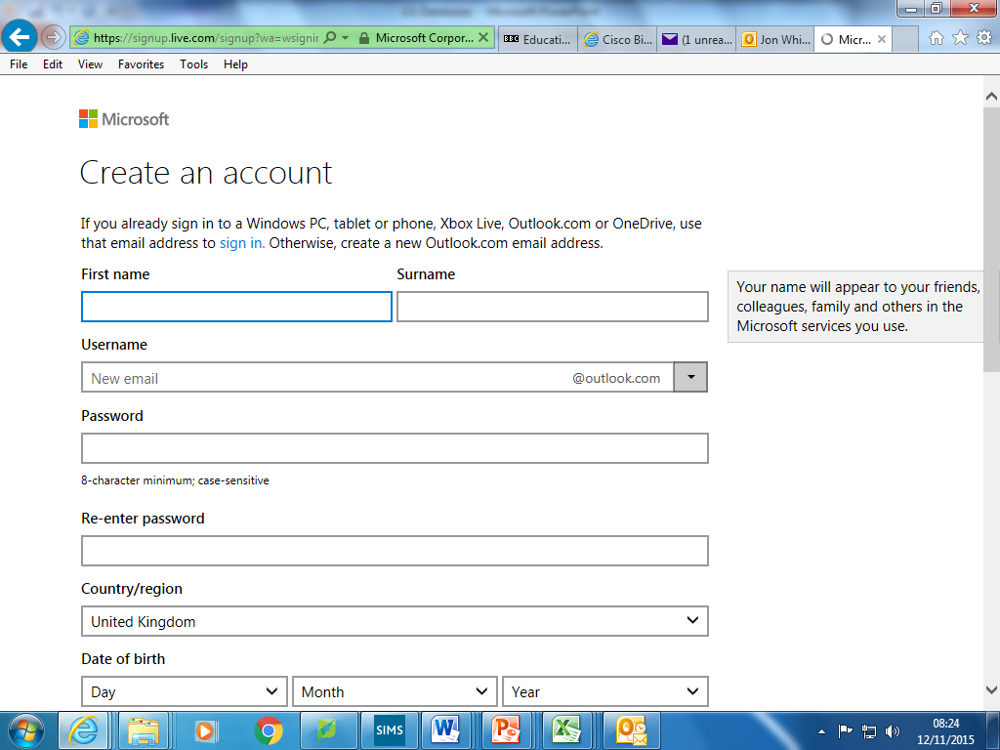 https://signup.live.com/signup?wa=wsignir
Microsoft Corpor...
Educati...
Cisco Bi...
(1 unrea...
Jon Whi...
Micr...
File Edit View Favorites Tools Help
Microsoft
Create an account
If you already sign in to a Windows PC, tablet or phone, Xbox Live, Outlook.com or OneDrive, use
that email address to sign in. Otherwise, create a new Outlook.com email address.
First name Surname
Your name will appear to your friends,
colleagues, family and others in the
Microsoft services you use.
Username
New email @outlook.com
Password
8-character minimum; case-sensitive
Re-enter password
Country/region
United Kingdom
Date of birth
Day Month Year
SIMS
08:24
12/11/2015